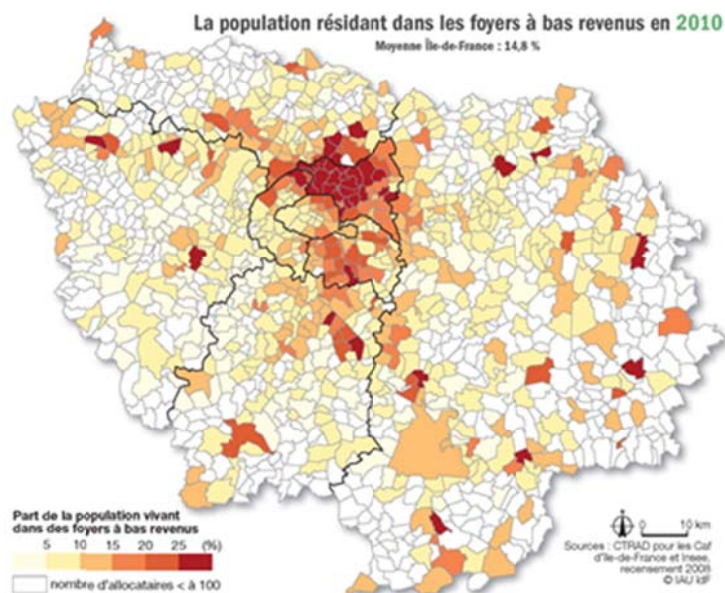 La population résidant dans les foyers à bas revenus en 2010
Moyenne Île-de-France : 14,8 %
Part de la population vivant
dans des foyers à bas revenus
5 10 15 20 25 (%)
nombre d'allocataires < à 100
0 10 km
Sources : CTRAD pour les Caf
d'Ile-de-France et Insee,
recensement 2008
© IAU IdF